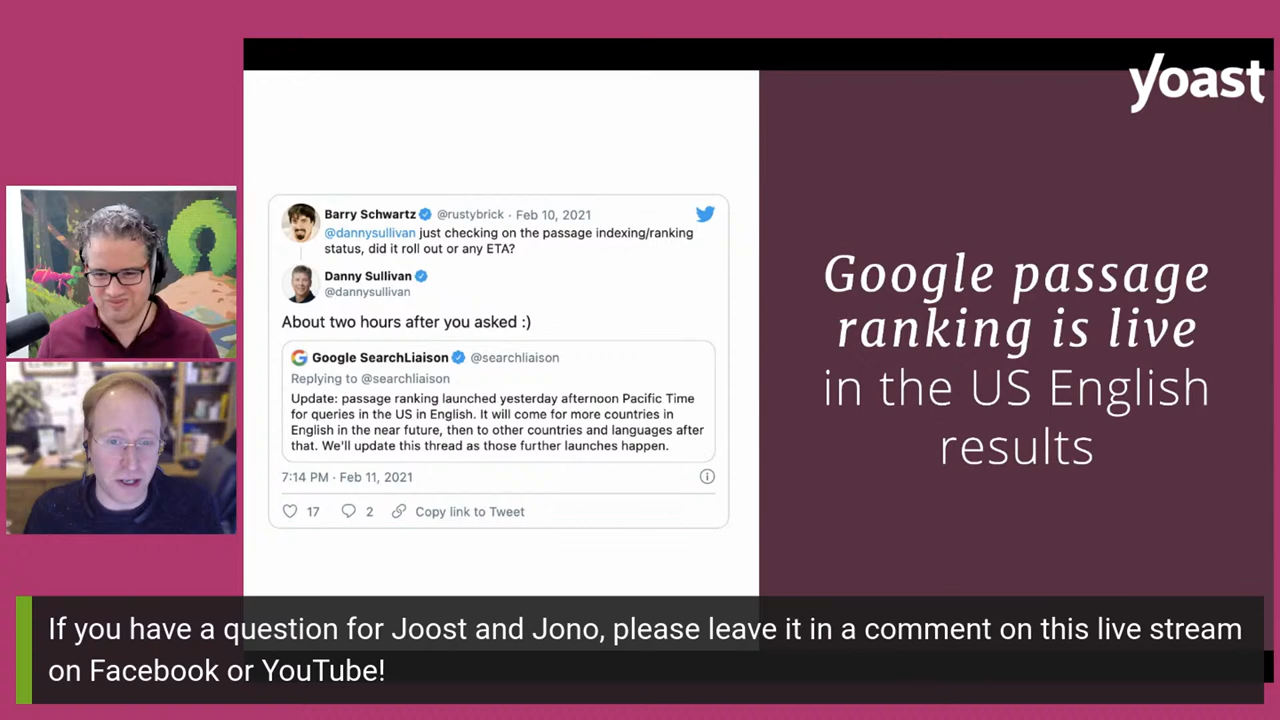 yoast
Barry Schwartz @rustybrick · Feb 10, 2021
@dannysullivan just checking on the passage indexing/ranking
status, did it roll out or any ETA?
Danny Sullivan
@dannysullivan
About two hours after you asked :)
Google SearchLiaison @searchliaison
Replying to @searchliaison
Update: passage ranking launched yesterday afternoon Pacific Time
for queries in the US in English. It will come for more countries in
English in the near future, then to other countries and languages after
that. We'll update this thread as those further launches happen.
7:14 PM · Feb 11, 2021
17 2 Copy link to Tweet
Google passage
ranking is live
in the US English
results
If you have a question for Joost and Jono, please leave it in a comment on this live stream
on Facebook or YouTube!